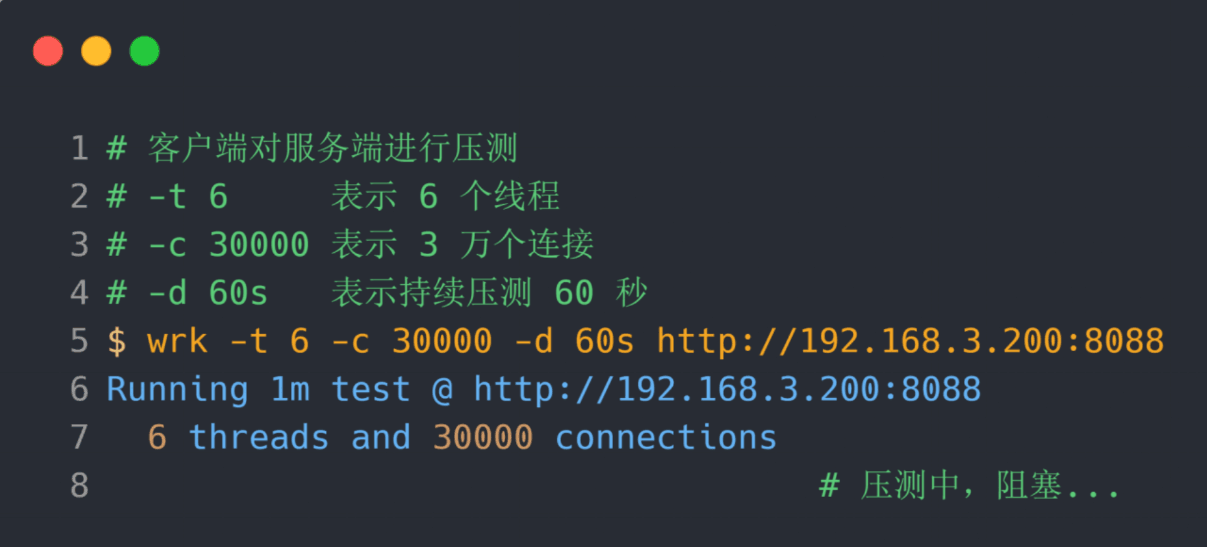 1 # 客户端对服务端进行压测
2 # -t 6     表示 6 个线程
3 # -c 30000 表示 3 万个连接
4 # -d 60s   表示持续压测 60 秒
5 $ wrk -t 6 -c 30000 -d 60s http://192.168.3.200:8088
6 Running 1m test @ http://192.168.3.200:8088
7   6 threads and 30000 connections
8                                    # 压测中，阻塞...